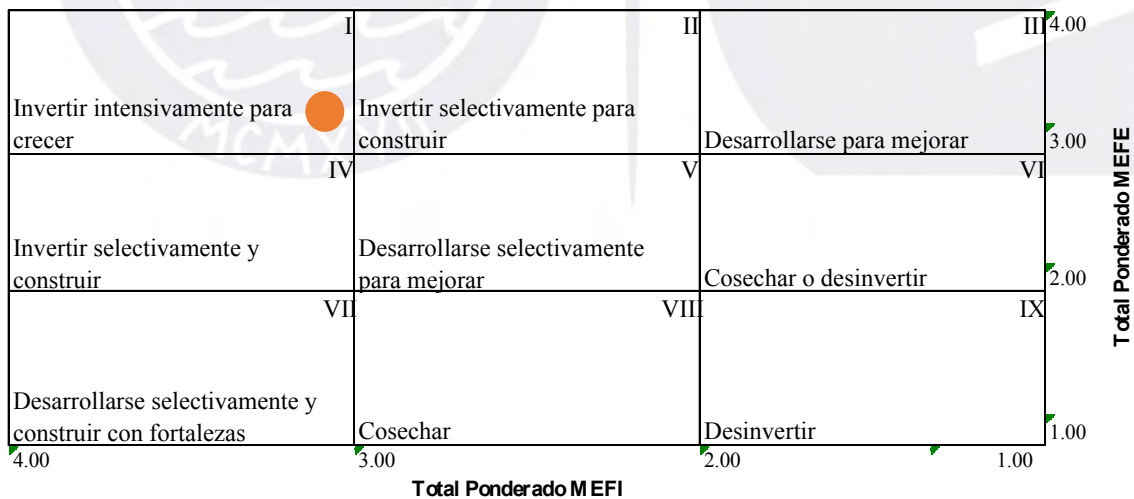 I
II
III
4.00
Invertir intensivamente para
crecer
Invertir selectivamente para
construir
Desarrollarse para mejorar
3.00
IV
V
VI
Invertir selectivamente y
construir
Desarrollarse selectivamente
para mejorar
Cosechar o desinvertir
2.00
VII
VIII
IX
Desarrollarse selectivamente y
construir con fortalezas
Cosechar
Desinvertir
1.00
4.00
3.00
2.00
1.00
Total Ponderado MEFI
Total Ponderado MEFE